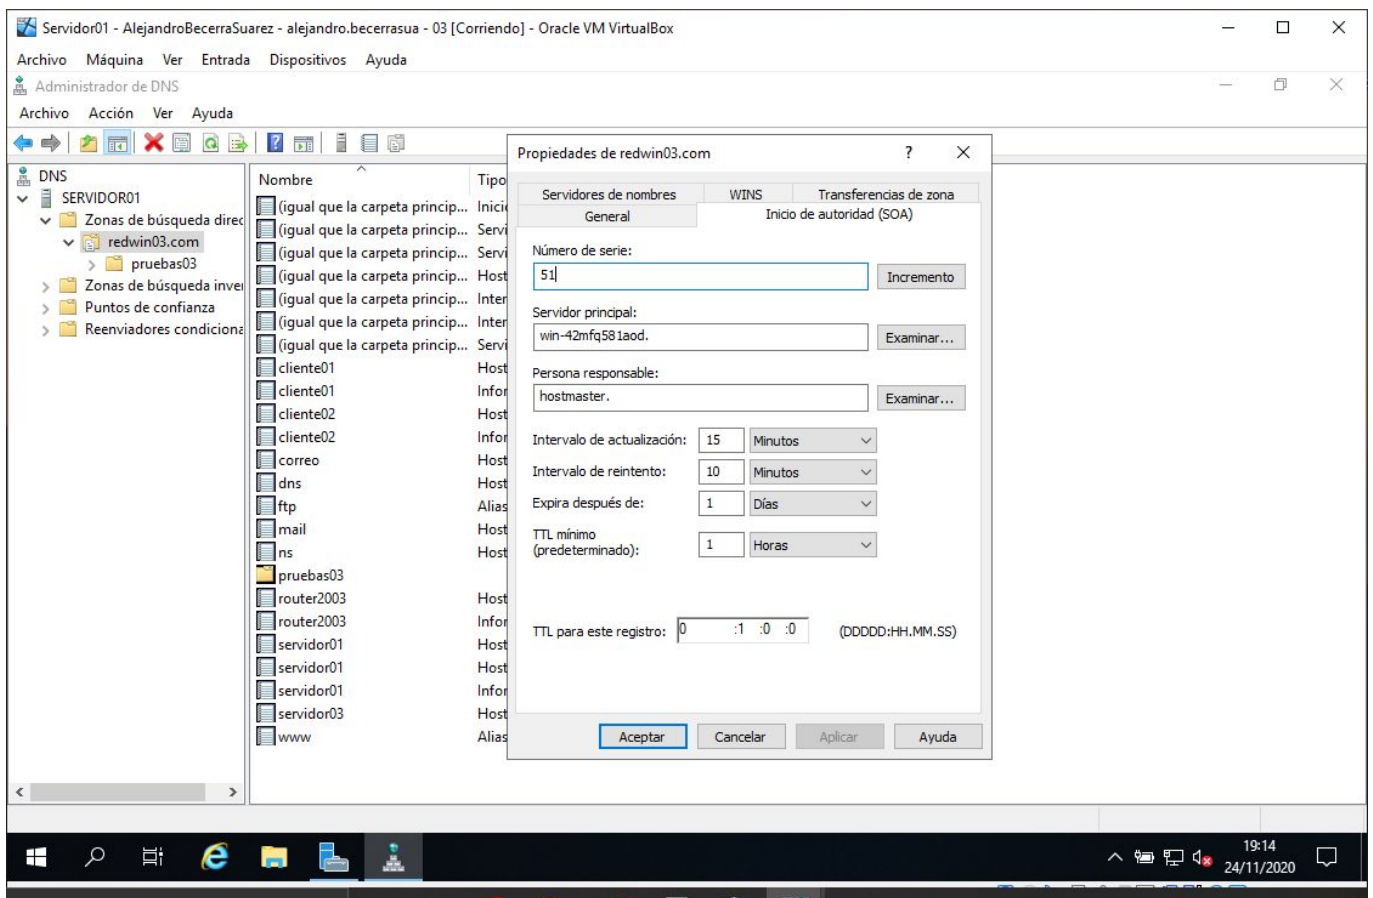 Servidor01 - AlejandroBecerraSuarez - alejandro.becerrasua - 03 [Corriendo] - Oracle VM VirtualBox
Archivo Máquina Ver Entrada Dispositivos Ayuda
Administrador de DNS
Archivo Acción Ver Ayuda
DNS
SERVIDOR01
Zonas de búsqueda direc
redwin03.com
pruebas03
Zonas de búsqueda inver
Puntos de confianza
Reenviadores condiciona
Nombre Tipo
(igual que la carpeta princip... Inici
(igual que la carpeta princip... Servi
(igual que la carpeta princip... Servi
(igual que la carpeta princip... Host
(igual que la carpeta princip... Inter
(igual que la carpeta princip... Inter
(igual que la carpeta princip... Servi
cliente01 Host
cliente01 Infor
cliente02 Host
cliente02 Infor
correo Host
dns Host
ftp Alias
mail Host
ns Host
pruebas03
router2003 Host
router2003 Infor
servidor01 Host
servidor01 Host
servidor01 Infor
servidor03 Host
www Alias
Propiedades de redwin03.com ?
Servidores de nombres WINS Transferencias de zona
General Inicio de autoridad (SOA)
Número de serie:
51 Incremento
Servidor principal:
win-42mfq581aod. Examinar...
Persona responsable:
hostmaster. Examinar...
Intervalo de actualización: 15 Minutos
Intervalo de reintento: 10 Minutos
Expira después de: 1 Días
TTL mínimo
(predeterminado): 1 Horas
TTL para este registro: 0 :1 :0 :0 (DDDDD:HH.MM.SS)
Aceptar Cancelar Aplicar Ayuda
19:14
24/11/2020